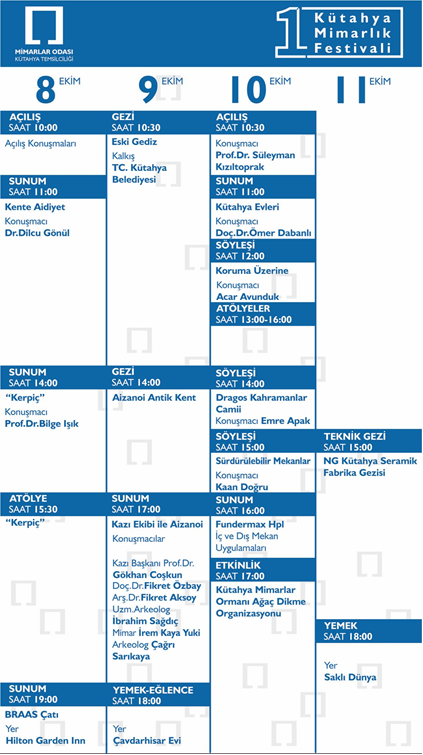 MİMARLAR ODASI
KÜTAHYA TEMSİLCİLİĞİ
1
Kütahya
Mimarlık
Festivali
8 EKİM
AÇILIŞ
SAAT 10:00
Açılış Konuşmaları
SUNUM
SAAT 11:00
Kente Aidiyet
Konuşmacı
Dr.Dilcu Gönül
SUNUM
SAAT 14:00
“Kerpiç”
Konuşmacı
Prof.Dr.Bilge Işık
ATÖLYE
SAAT 15:30
“Kerpiç”
SUNUM
SAAT 19:00
BRAAS Çatı
Yer
Hilton Garden Inn
9 EKİM
GEZİ
SAAT 10:30
Eski Gediz
Kalkış
TC. Kütahya
Belediyesi
GEZİ
SAAT 14:00
Aizanoi Antik Kent
SUNUM
SAAT 17:00
Kazı Ekibi ile Aizanoi
Konuşmacılar
Kazı Başkanı Prof.Dr.
Gökhan Coşkun
Doç.Dr.Fikret Özbay
Arş.Dr.Fikret Aksoy
Uzm.Arkeolog
İbrahim Sağdıç
Mimar İrem Kaya Yuki
Arkeolog Çağrı
Sarıkaya
YEMEK-EĞLENCE
SAAT 18:00
Yer
Çavdarhisar Evi
10 EKİM
AÇILIŞ
SAAT 10:30
Konuşmacı
Prof.Dr. Süleyman
Kızıltoprak
SUNUM
SAAT 11:00
Kütahya Evleri
Konuşmacı
Doç.Dr.Ömer Dabanlı
SÖYLEŞİ
SAAT 12:00
Koruma Üzerine
Konuşmacı
Acar Avunduk
ATÖLYELER
SAAT 13:00-16:00
SÖYLEŞİ
SAAT 14:00
Dragos Kahramanlar
Camii
Konuşmacı Emre Apak
SÖYLEŞİ
SAAT 15:00
Sürdürülebilir Mekanlar
Konuşmacı
Kaan Doğru
SUNUM
SAAT 16:00
Fundermax Hpl
İç ve Dış Mekan
Uygulamaları
ETKİNLİK
SAAT 17:00
Kütahya Mimarlar
Ormanı Ağaç Dikme
Organizasyonu
11 EKİM
TEKNİK GEZİ
SAAT 15:00
NG Kütahya Seramik
Fabrika Gezisi
YEMEK
SAAT 18:00
Yer
Saklı Dünya